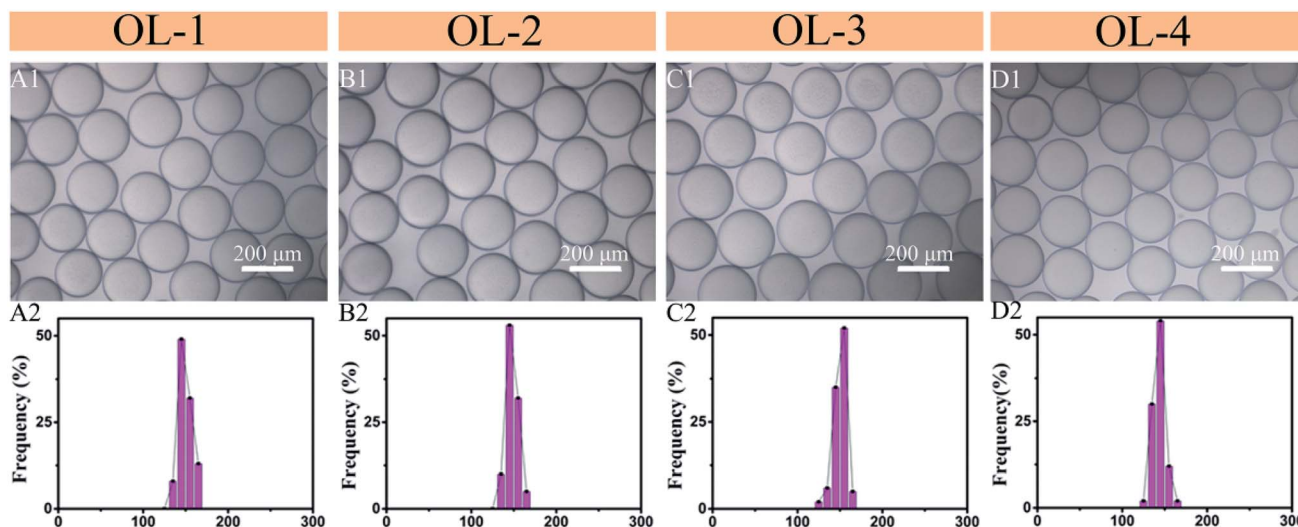 OL-1 OL-2 OL-3 OL-4
A1 B1 C1 D1
200 μm 200 μm 200 μm 200 μm
A2 B2 C2 D2
50 50 50 50
25 25 25 25
0 0 0 0
Frequency (%) Frequency (%) Frequency (%) Frequency(%)
0 100 200 300 0 100 200 300 0 100 200 300 0 100 200 300